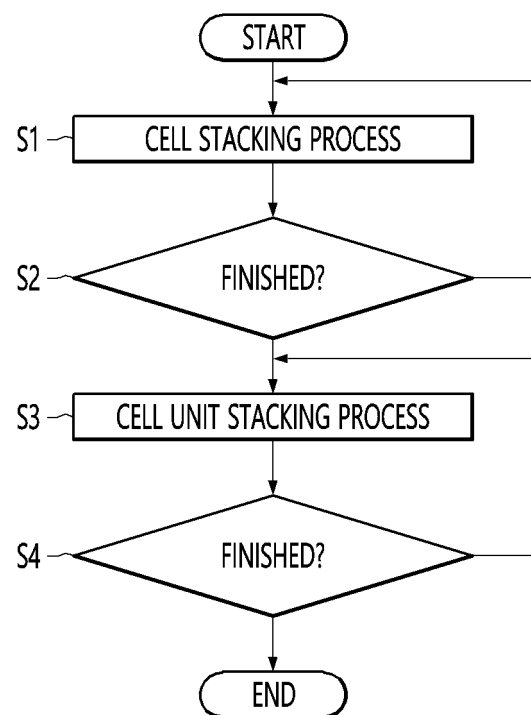 START
S1
CELL STACKING PROCESS
S2
FINISHED?
S3
CELL UNIT STACKING PROCESS
S4
FINISHED?
END